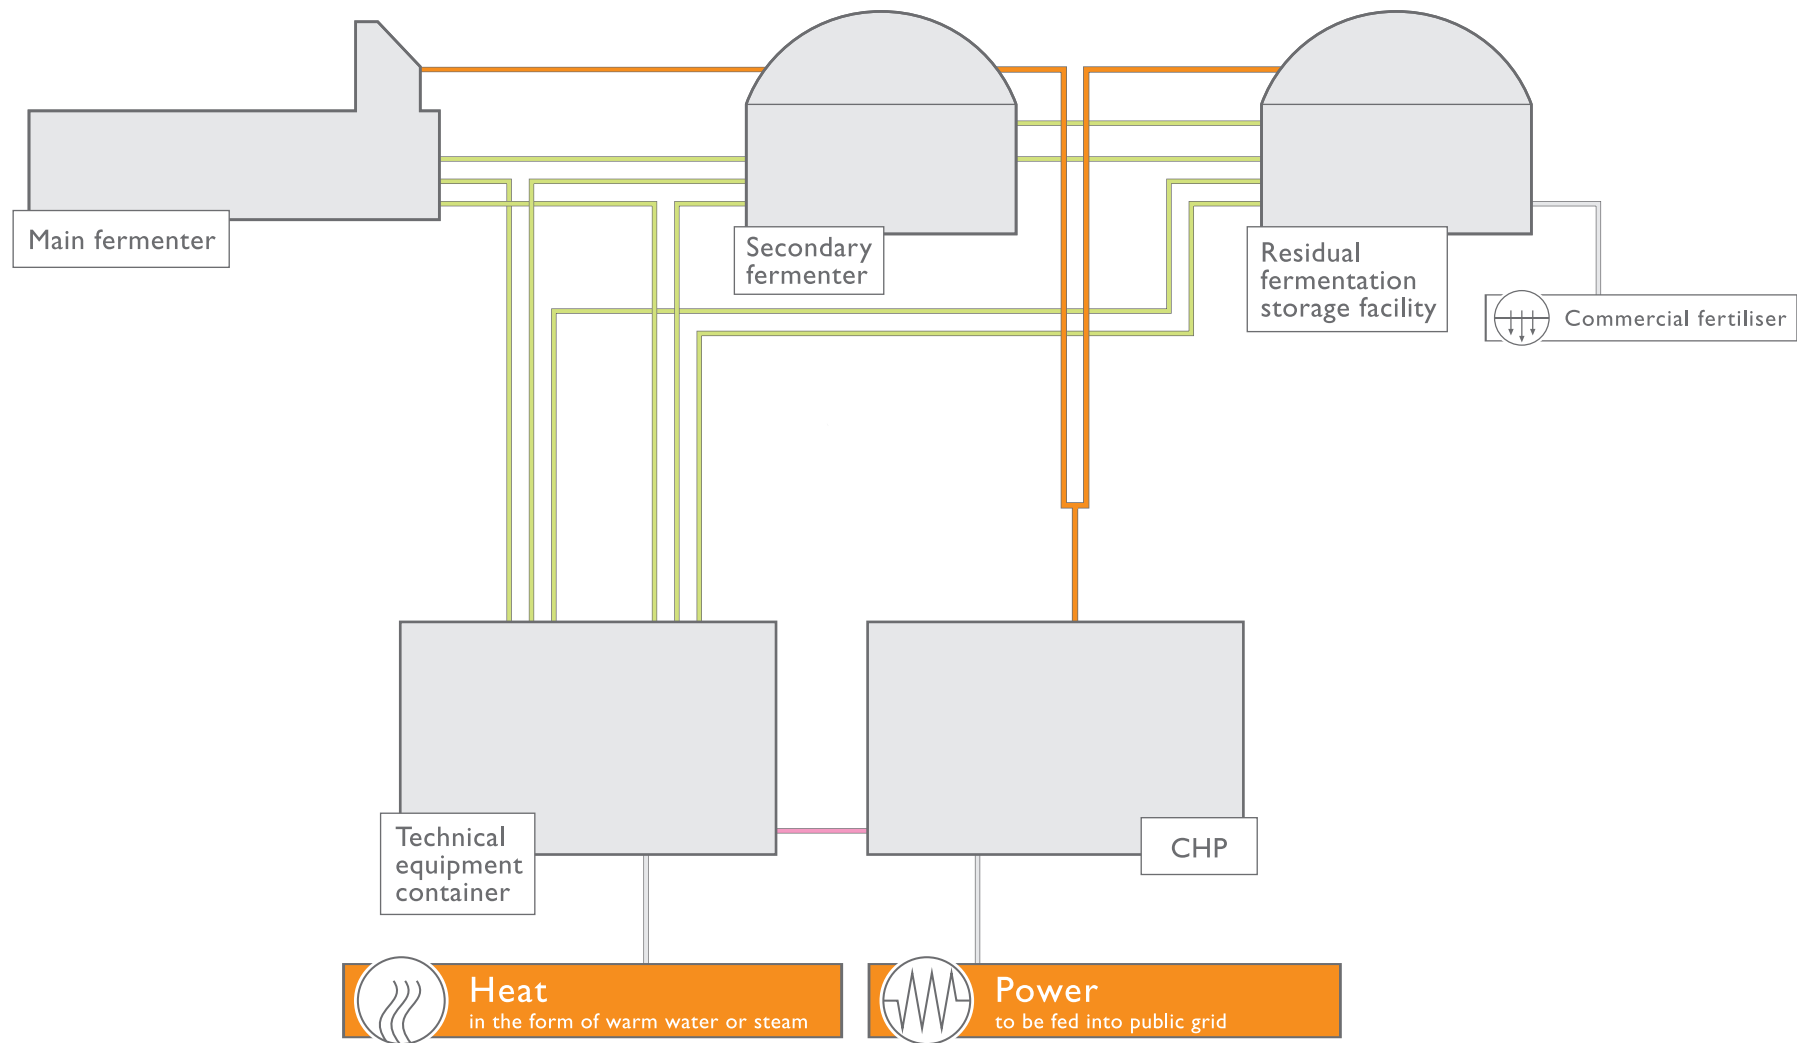 Main fermenter
Secondary
fermenter
Residual
fermentation
storage facility
Commercial fertiliser
Technical
equipment
container
CHP
Heat
in the form of warm water or steam
Power
to be fed into public grid